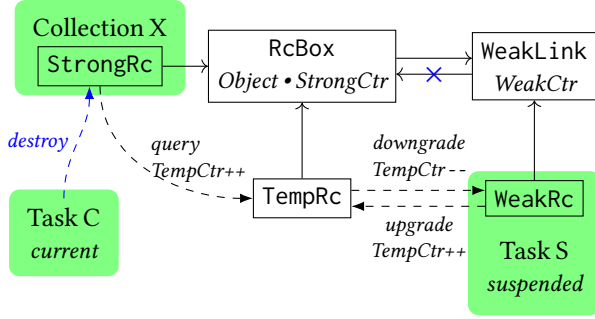 Collection X
StrongRc
RcBox
Object • StrongCtr
WeakLink
WeakCtr
destroy
query
TempCtr++
downgrade
TempCtr--
TempRc
WeakRc
upgrade
TempCtr++
Task C
current
Task S
suspended